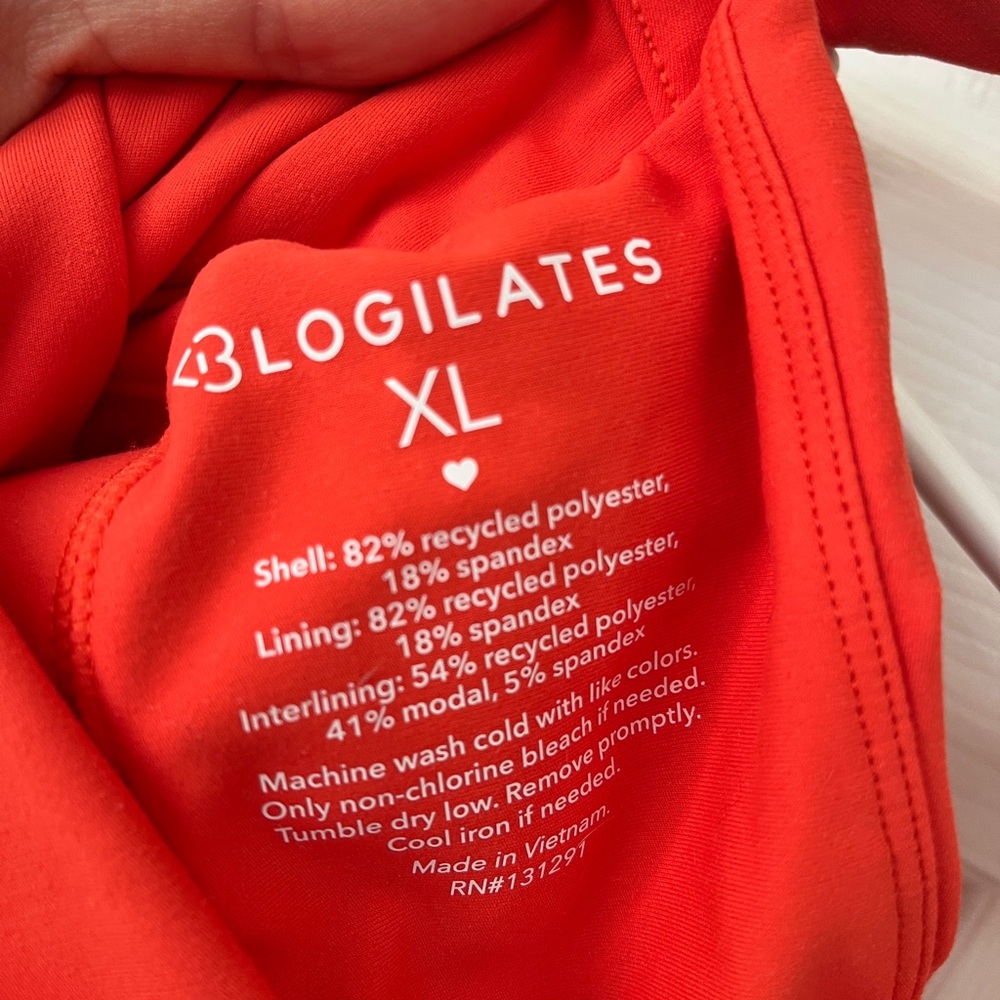 BLOGILATES
XL
Shell: 82% recycled polyester,
18% spandex
Lining: 82% recycled polyester,
18% spandex
Interlining: 54% recycled polyester,
41% modal, 5% spandex
Machine wash cold with like colors.
Only non-chlorine bleach if needed.
Tumble dry low. Remove promptly.
Cool iron if needed.
Made in Vietnam.
RN#131291